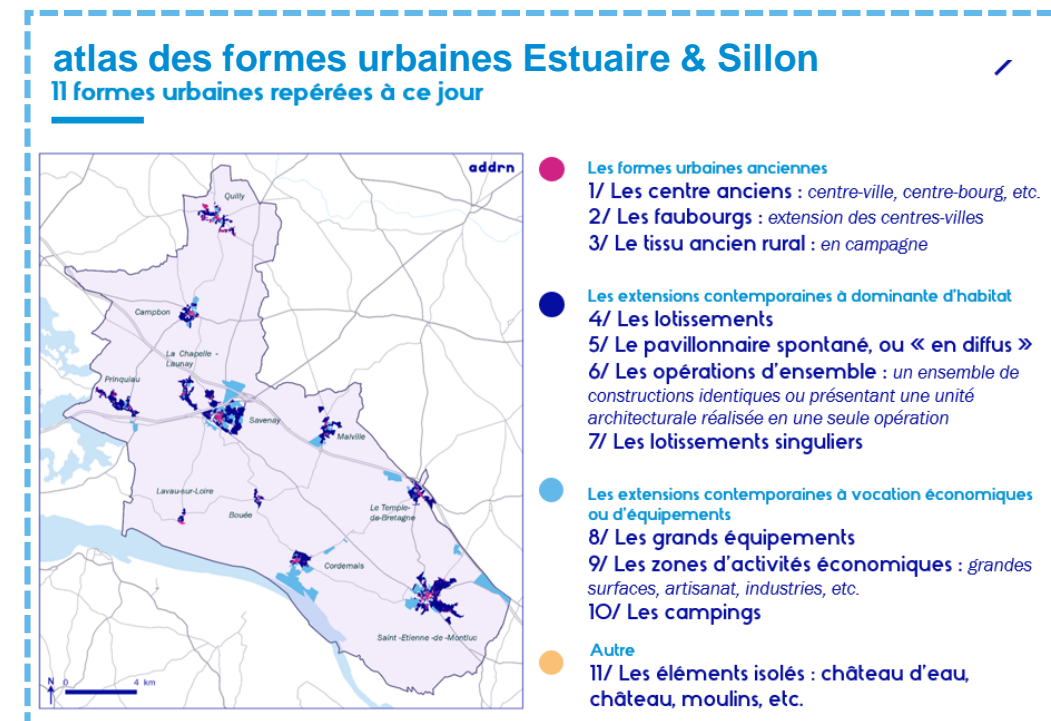 atlas des formes urbaines Estuaire & Sillon
11 formes urbaines repérées à ce jour
addrn
Quilly
Campbon
La Chapelle -
Launay
Prinquiau
Savenay
Malville
Lavau-sur-Loire
Bouée
Le Temple-
de-Bretagne
Cordemais
Saint -Etienne -de -Montluc
N
0 4 km
Les formes urbaines anciennes
1/ Les centre anciens : centre-ville, centre-bourg, etc.
2/ Les faubourgs : extension des centres-villes
3/ Le tissu ancien rural : en campagne
Les extensions contemporaines à dominante d'habitat
4/ Les lotissements
5/ Le pavillonnaire spontané, ou « en diffus »
6/ Les opérations d'ensemble : un ensemble de
constructions identiques ou présentant une unité
architecturale réalisée en une seule opération
7/ Les lotissements singuliers
Les extensions contemporaines à vocation économiques
ou d'équipements
8/ Les grands équipements
9/ Les zones d'activités économiques : grandes
surfaces, artisanat, industries, etc.
10/ Les campings
Autre
11/ Les éléments isolés : château d'eau,
château, moulins, etc.